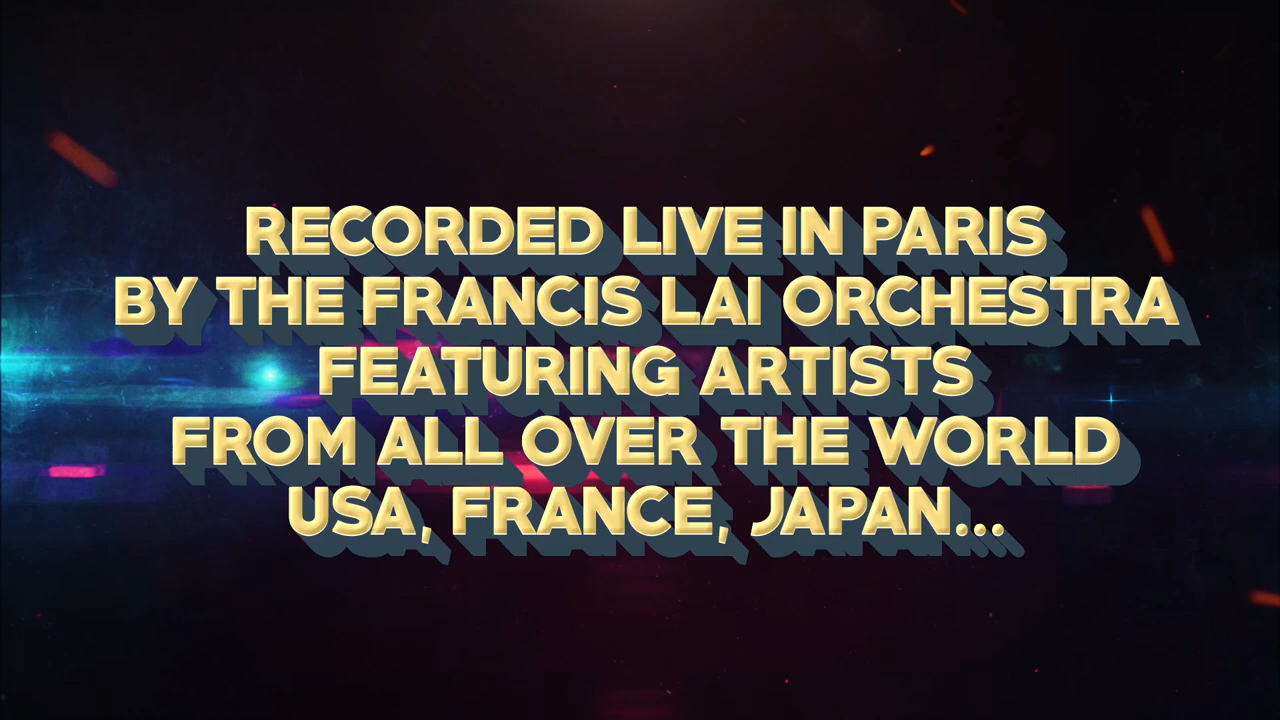 RECORDED LIVE IN PARIS
BY THE FRANCIS LAI ORCHESTRA
FEATURING ARTISTS
FROM ALL OVER THE WORLD
USA, FRANCE, JAPAN...